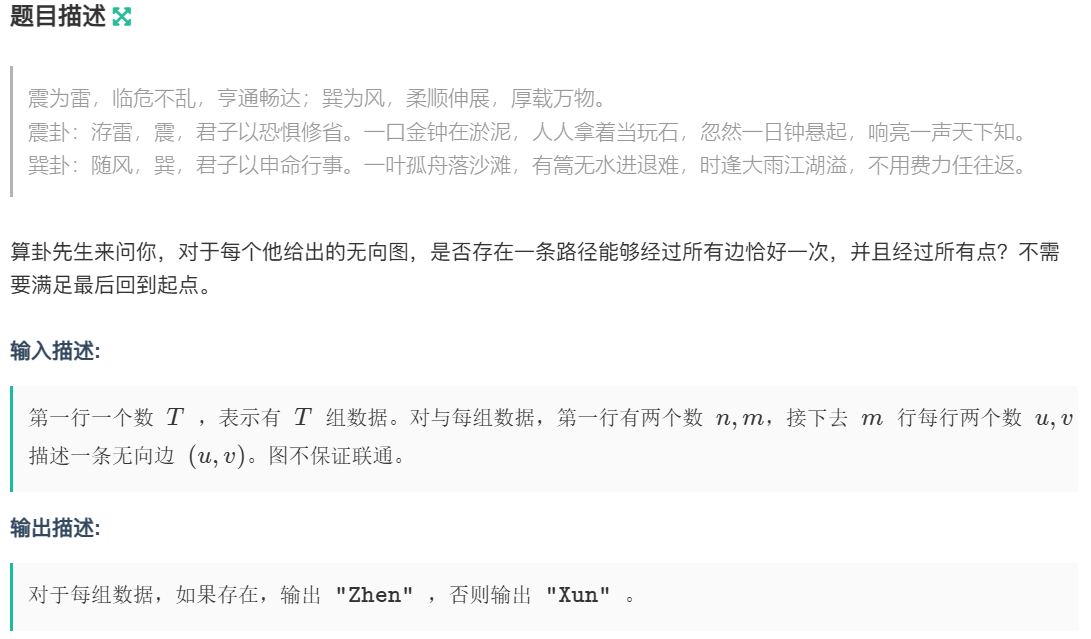 题目描述
震为雷，临危不乱，亨通畅达；巽为风，柔顺伸展，厚载万物。
震卦：洊雷，震，君子以恐惧修省。一口金钟在淤泥，人人拿着当玩石，忽然一日钟悬起，响亮一声天下知。
巽卦：随风，巽，君子以申命行事。一叶孤舟落沙滩，有篙无水进退难，时逢大雨江湖溢，不用费力任往返。
算卦先生来问你，对于每个他给出的无向图，是否存在一条路径能够经过所有边恰好一次，并且经过所有点？不需
要满足最后回到起点。
输入描述:
第一行一个数 T ，表示有 T 组数据。对与每组数据，第一行有两个数 n,m，接下去 m 行每行两个数 u,v
描述一条无向边 (u,v)。图不保证联通。
输出描述:
对于每组数据，如果存在，输出 "Zhen" ，否则输出 "Xun" 。